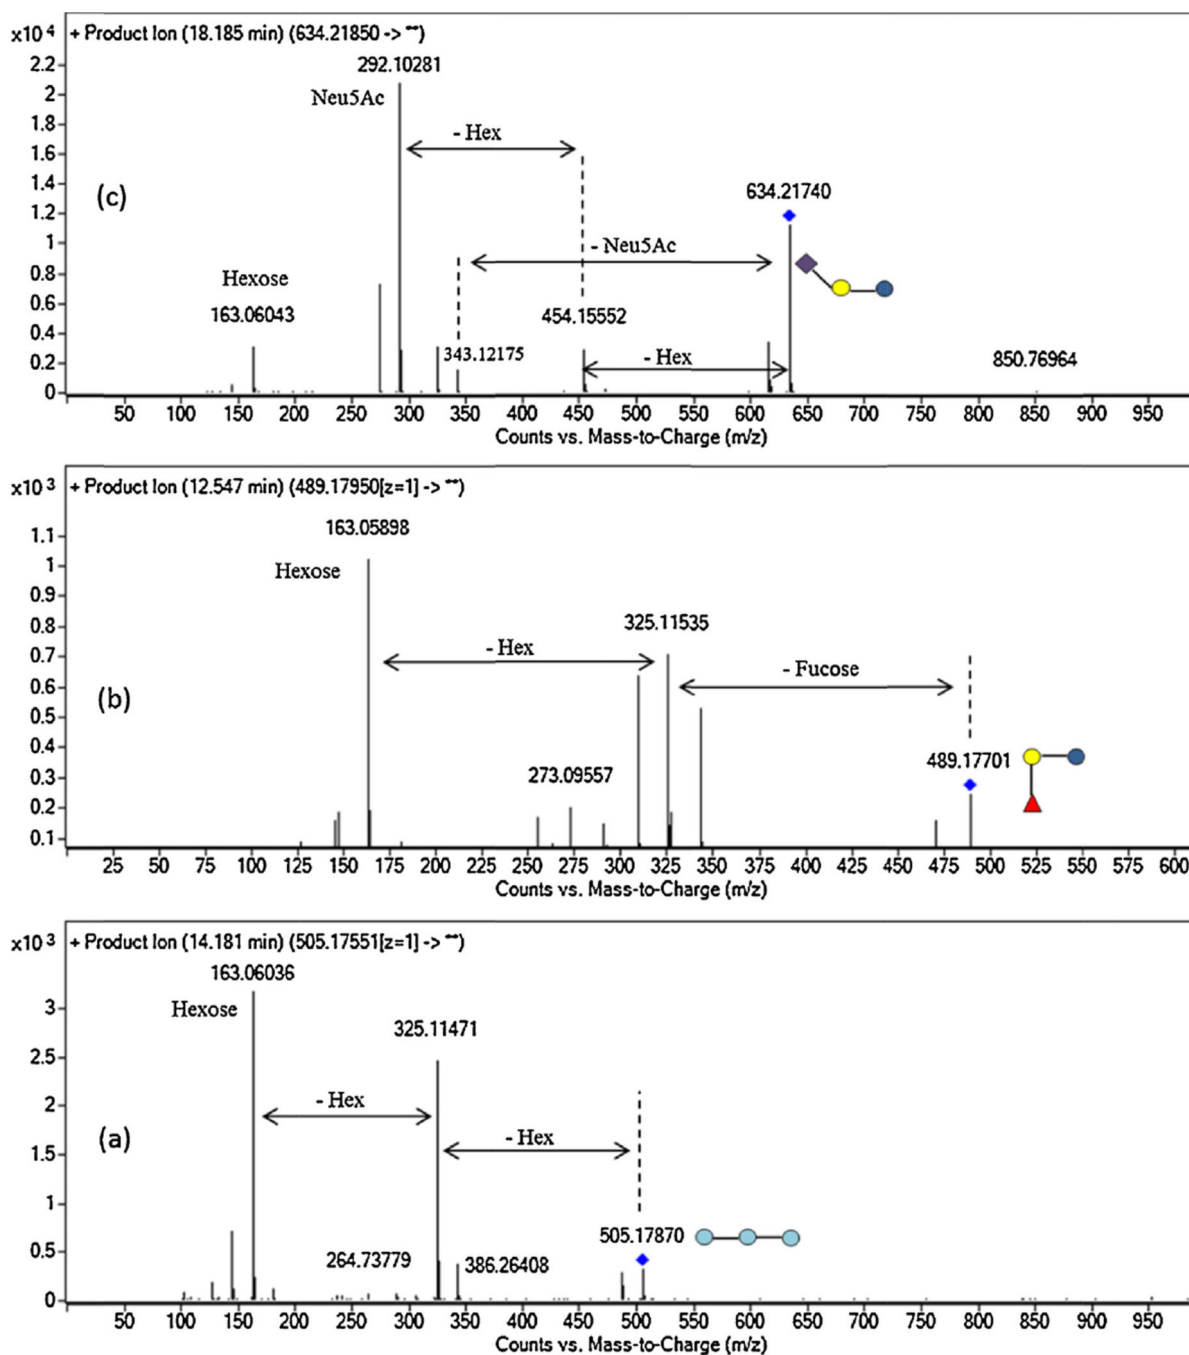 x10 4 + Product Ion (18.185 min) (634.21850 -> **)
292.10281
2.2
Neu5Ac
2
1.8
- Hex
1.6
(c)
1.4
634.21740
1.2
- Neu5Ac
1
Hexose
0.8
163.06043
454.15552
0.6
0.4
343.12175
- Hex
850.76964
0.2
0
50 100 150 200 250 300 350 400 450 500 550 600 650 700 750 800 850 900 950
Counts vs. Mass-to-Charge (m/z)
x10 3 + Product Ion (12.547 min) (489.17950[z=1] -> **)
163.05898
1.1
Hexose
1
0.9
0.8
325.11535
0.7
- Hex
- Fucose
0.6
(b)
0.5
0.4
489.17701
0.3
273.09557
0.2
0.1
25 50 75 100 125 150 175 200 225 250 275 300 325 350 375 400 425 450 475 500 525 550 575 600
Counts vs. Mass-to-Charge (m/z)
x10 3 + Product Ion (14.181 min) (505.17551[z=1] -> **)
163.06036
Hexose
3
325.11471
2.5
- Hex
2
(a)
- Hex
1.5
1
505.17870
0.5
264.73779
386.26408
0
50 100 150 200 250 300 350 400 450 500 550 600 650 700 750 800 850 900 950
Counts vs. Mass-to-Charge (m/z)